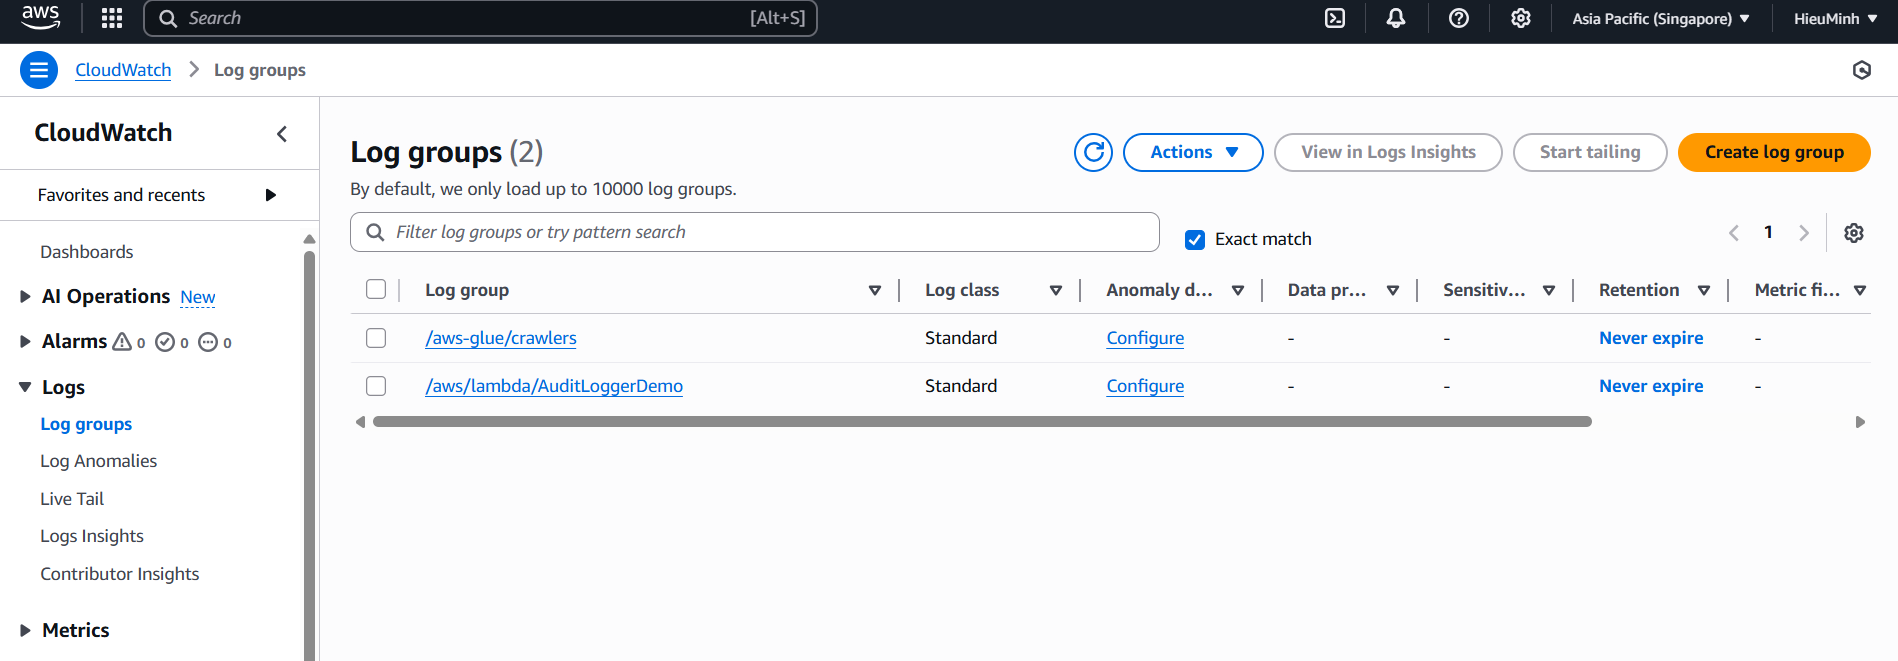 aws
Search [Alt+S]
Asia Pacific (Singapore)
HieuMinh
CloudWatch
Log groups
CloudWatch
Favorites and recents
Dashboards
AI Operations New
Alarms 0 0 0
Logs
Log groups
Log Anomalies
Live Tail
Logs Insights
Contributor Insights
Metrics
Log groups (2)
Actions
View in Logs Insights
Start tailing
Create log group
By default, we only load up to 10000 log groups.
Filter log groups or try pattern search
Exact match
1
Log group Log class Anomaly d... Data pr... Sensitiv... Retention Metric fi...
/aws-glue/crawlers Standard Configure - - Never expire -
/aws/lambda/AuditLoggerDemo Standard Configure - - Never expire -